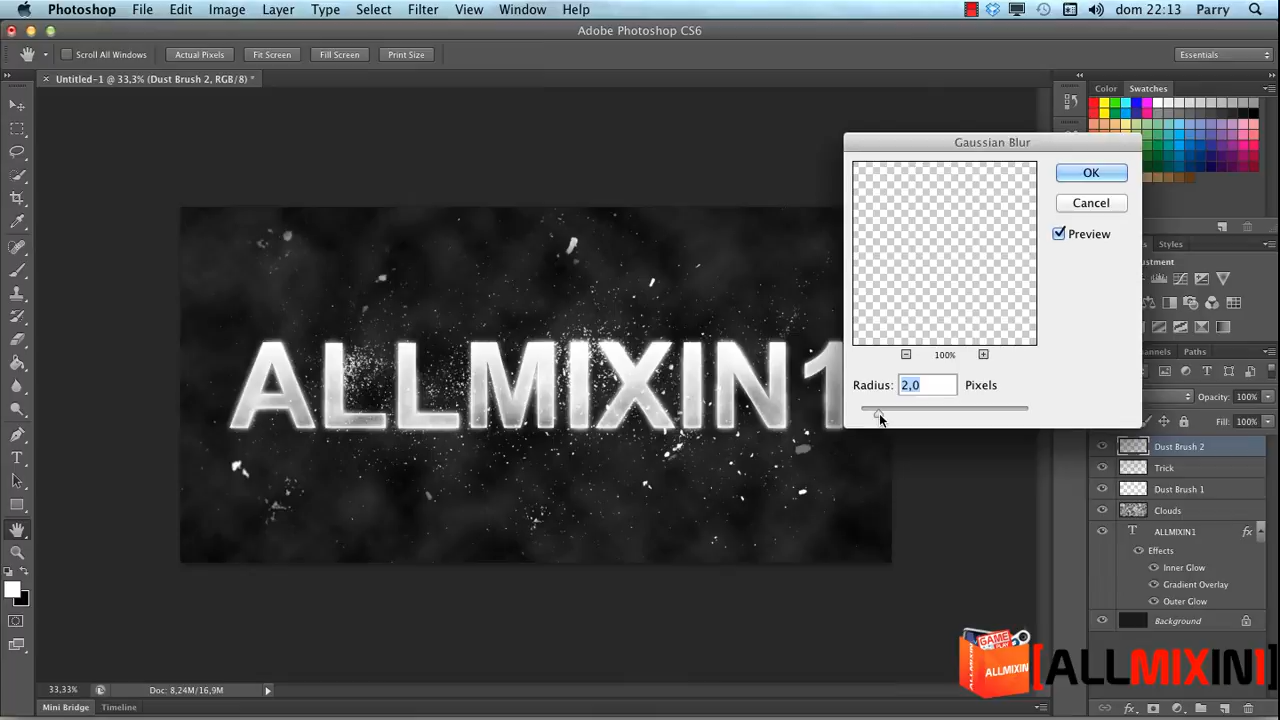 Photoshop File Edit Image Layer Type Select Filter View Window Help dom 22:13 Parry
Adobe Photoshop CS6
Scroll All Windows Actual Pixels Fit Screen Fill Screen Print Size Essentials
Untitled-1 @ 33,3% (Dust Brush 2, RGB/8) *
Color Swatches
Gaussian Blur
OK
Cancel
Preview
100%
Radius: 2,0 Pixels
Styles
Paths
Opacity: 100%
Fill: 100%
Dust Brush 2
Trick
Dust Brush 1
Clouds
T ALLMIXIN1 fx
Effects
Inner Glow
Gradient Overlay
Outer Glow
Background
ALLMIXIN1
GAME
PLAY
ALLMIXIN
[ALLMIXIN1]
33,33% Doc: 8,24M/16,9M
Mini Bridge Timeline